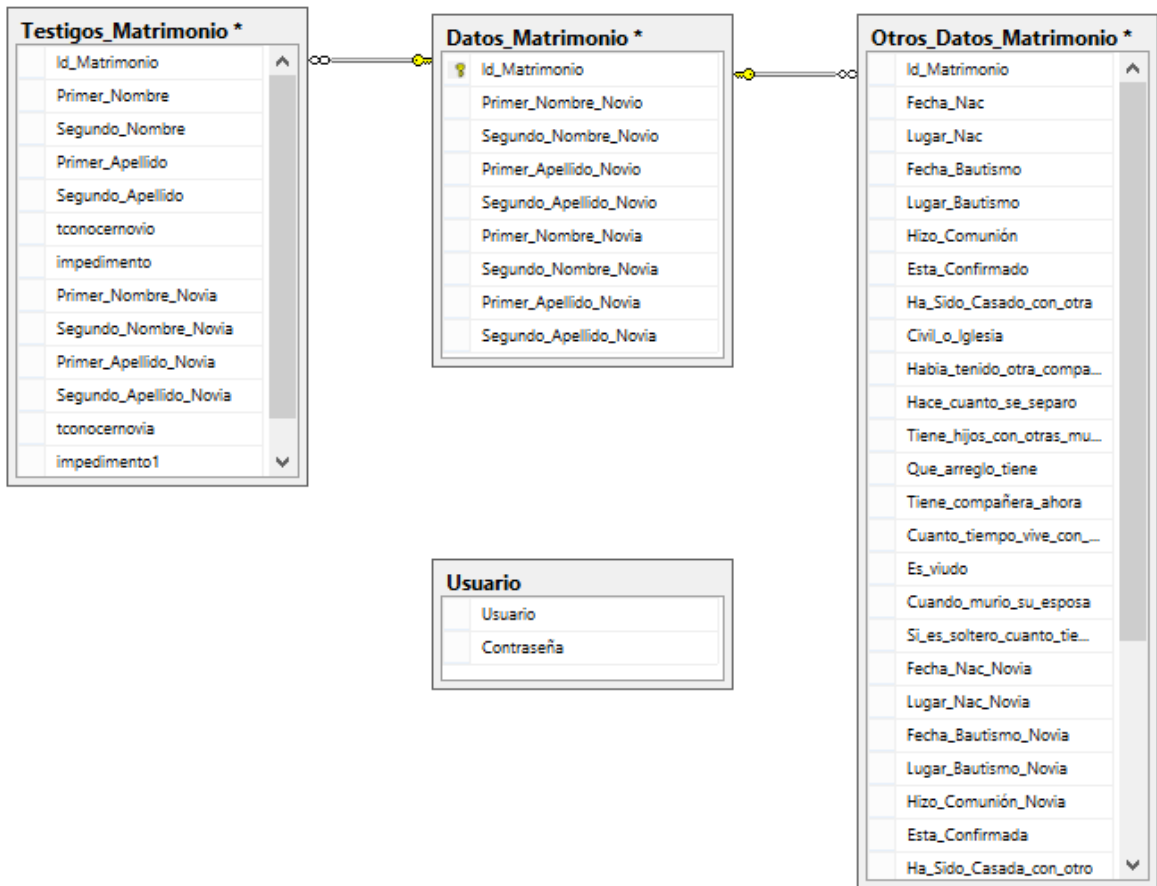 Testigos_Matrimonio *
Id_Matrimonio
Primer_Nombre
Segundo_Nombre
Primer_Apellido
Segundo_Apellido
tconocernovio
impedimento
Primer_Nombre_Novia
Segundo_Nombre_Novia
Primer_Apellido_Novia
Segundo_Apellido_Novia
tconocernovia
impedimento1
Datos_Matrimonio *
Id_Matrimonio
Primer_Nombre_Novio
Segundo_Nombre_Novio
Primer_Apellido_Novio
Segundo_Apellido_Novio
Primer_Nombre_Novia
Segundo_Nombre_Novia
Primer_Apellido_Novia
Segundo_Apellido_Novia
Usuario
Usuario
Contraseña
Otros_Datos_Matrimonio *
Id_Matrimonio
Fecha_Nac
Lugar_Nac
Fecha_Bautismo
Lugar_Bautismo
Hizo_Comunión
Esta_Confirmado
Ha_Sido_Casado_con_otra
Civil_o_Iglesia
Habia_tenido_otra_compa...
Hace_cuanto_se_separo
Tiene_hijos_con_otras_mu...
Que_arreglo_tiene
Tiene_compañera_ahora
Cuanto_tiempo_vive_con_...
Es_viudo
Cuando_murio_su_esposa
Si_es_soltero_cuanto_tie...
Fecha_Nac_Novia
Lugar_Nac_Novia
Fecha_Bautismo_Novia
Lugar_Bautismo_Novia
Hizo_Comunión_Novia
Esta_Confirmada
Ha_Sido_Casada_con_otro